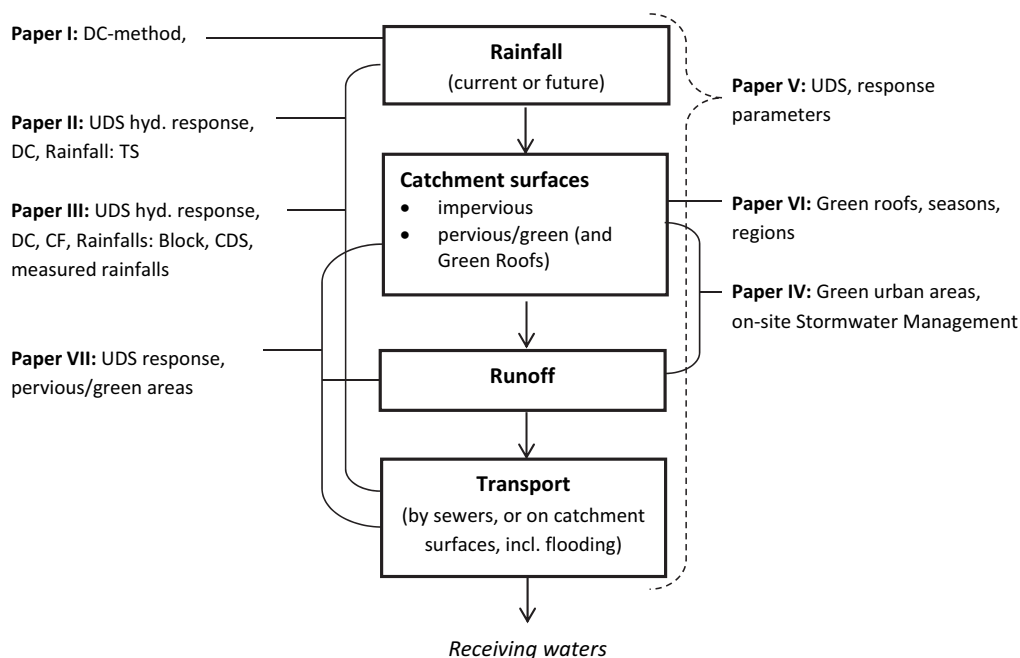 Paper I: DC-method,
Paper II: UDS hyd. response,
DC, Rainfall: TS
Paper III: UDS hyd. response,
DC, CF, Rainfalls: Block, CDS,
measured rainfalls
Paper VII: UDS response,
pervious/green areas
Rainfall
(current or future)
Catchment surfaces
• impervious
• pervious/green (and
Green Roofs)
Runoff
Transport
(by sewers, or on catchment
surfaces, incl. flooding)
Receiving waters
Paper V: UDS, response
parameters
Paper VI: Green roofs, seasons,
regions
Paper IV: Green urban areas,
on-site Stormwater Management